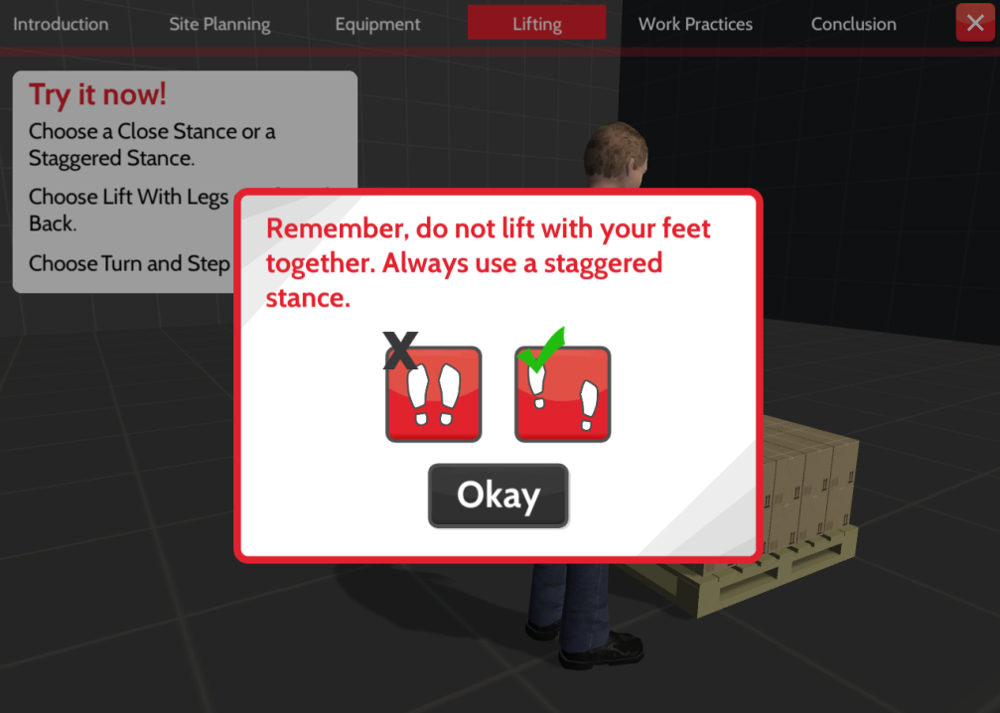 Introduction
Site Planning
Equipment
Lifting
Work Practices
Conclusion
Try it now!
Choose a Close Stance or a
Staggered Stance.
Choose Lift With Legs
Back.
Choose Turn and Step
Remember, do not lift with your feet
together. Always use a staggered
stance.
X
Okay